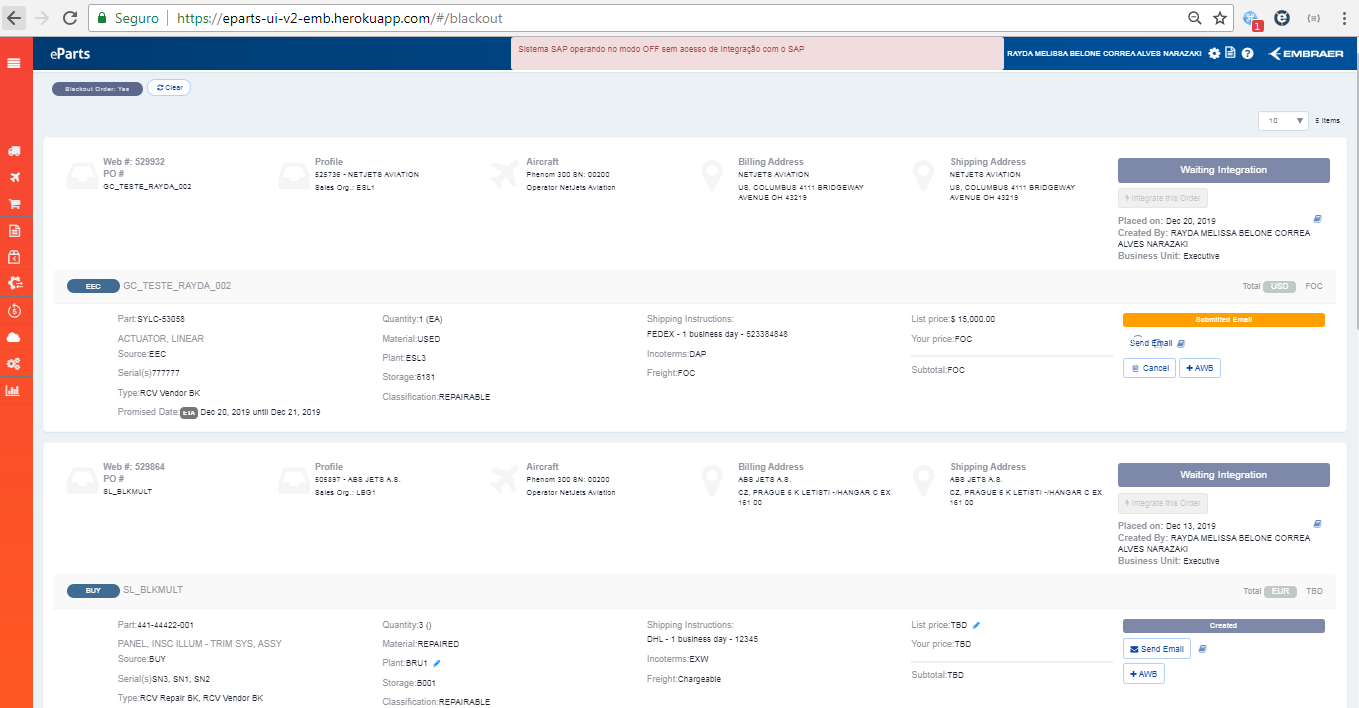 Seguro https://eparts-ui-v2-emb.herokuapp.com/#/blackout
1
eParts
Sistema SAP operando no modo OFF sem acesso de integração com o SAP
RAYDA MELISSA BELONE CORREA ALVES NARAZAKI
EMBRAER
Blackout Order: Yes
Clear
10
5 items
Web #: 529932
PO #
GC_TESTE_RAYDA_002
Profile
525736 - NETJETS AVIATION
Sales Org.: ESL1
Aircraft
Phenom 300 SN: 00200
Operator NetJets Aviation
Billing Address
NETJETS AVIATION
US, COLUMBUS 4111 BRIDGEWAY
AVENUE OH 43219
Shipping Address
NETJETS AVIATION
US, COLUMBUS 4111 BRIDGEWAY
AVENUE OH 43219
Waiting Integration
Integrate this Order
Placed on: Dec 20, 2019
Created By: RAYDA MELISSA BELONE CORREA
ALVES NARAZAKI
Business Unit: Executive
EEC GC_TESTE_RAYDA_002
Total USD FOC
Part:SYLC-53058
ACTUATOR, LINEAR
Source:EEC
Serial(s)777777
Type:RCV Vendor BK
Promised Date: ETA Dec 20, 2019 until Dec 21, 2019
Quantity:1 (EA)
Material:USED
Plant:ESL3
Storage:6181
Classification:REPAIRABLE
Shipping Instructions:
FEDEX - 1 business day - 523384848
Incoterms:DAP
Freight:FOC
List price:$ 15,000.00
Your price:FOC
Subtotal:FOC
Submitted Email
Send Email
Cancel
+ AWB
Web #: 529864
PO #
SL_BLKMULT
Profile
505897 - ABS JETS A.S.
Sales Org.: LBG1
Aircraft
Phenom 300 SN: 00200
Operator NetJets Aviation
Billing Address
ABS JETS A.S.
CZ, PRAGUE 6 K LETISTI -/HANGAR C EX
161 00
Shipping Address
ABS JETS A.S.
CZ, PRAGUE 6 K LETISTI -/HANGAR C EX
161 00
Waiting Integration
Integrate this Order
Placed on: Dec 13, 2019
Created By: RAYDA MELISSA BELONE CORREA
ALVES NARAZAKI
Business Unit: Executive
BUY SL_BLKMULT
Total EUR TBD
Part:441-44422-001
PANEL, INSC ILLUM - TRIM SYS, ASSY
Source:BUY
Serial(s)SN3, SN1, SN2
Type:RCV Repair BK, RCV Vendor BK
Quantity:3 ()
Material:REPAIRED
Plant:BRU1
Storage:B001
Classification:REPAIRABLE
Shipping Instructions:
DHL - 1 business day - 12345
Incoterms:EXW
Freight:Chargeable
List price:TBD
Your price:TBD
Subtotal:TBD
Created
Send Email
+ AWB